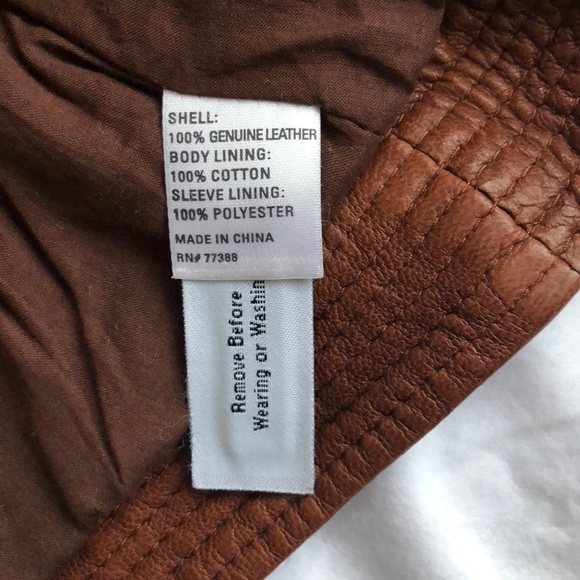 SHELL:
100% GENUINE LEATHER
BODY LINING:
100% COTTON
SLEEVE LINING:
100% POLYESTER
MADE IN CHINA
RN# 77388
Remove Before
Wearing or Washin